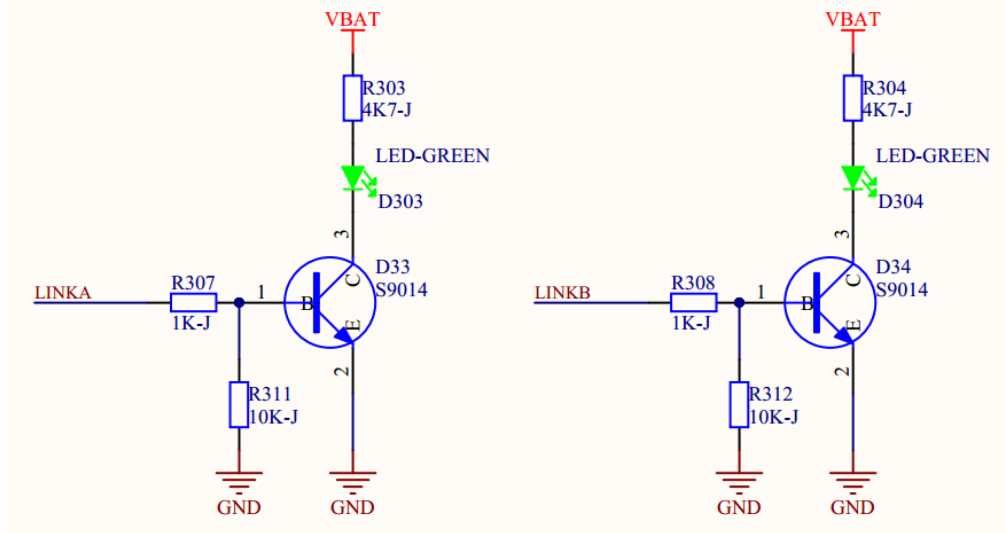 VBAT
R303
4K7-J
LED-GREEN
D303
3
D33
S9014
C
LINKA
R307
1K-J
1
B
E
2
R311
10K-J
GND
GND
VBAT
R304
4K7-J
LED-GREEN
D304
3
D34
S9014
C
LINKB
R308
1K-J
1
B
E
2
R312
10K-J
GND
GND